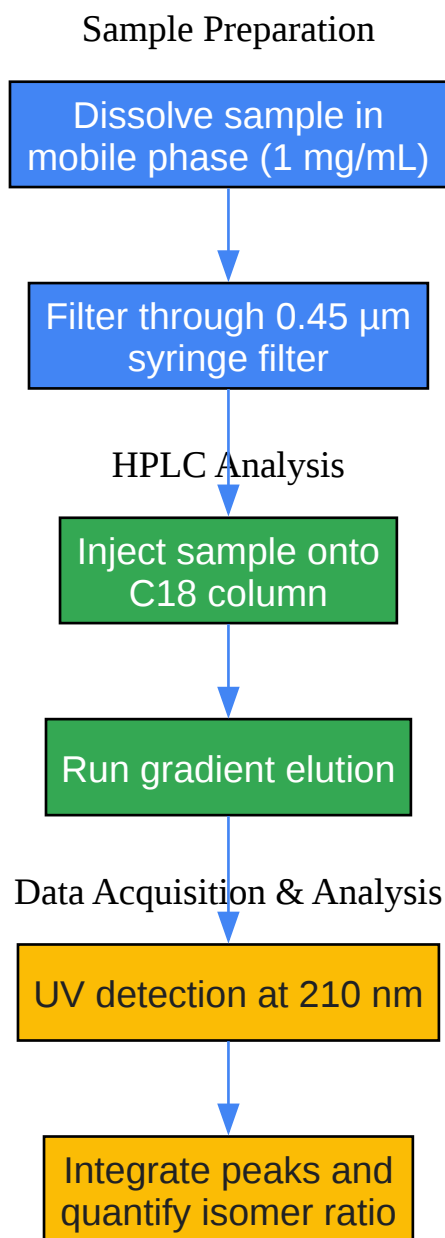 Sample Preparation
Dissolve sample in
mobile phase (1 mg/mL)
Filter through 0.45 µm
syringe filter
HPLC Analysis
Inject sample onto
C18 column
Run gradient elution
Data Acquisition & Analysis
UV detection at 210 nm
Integrate peaks and
quantify isomer ratio